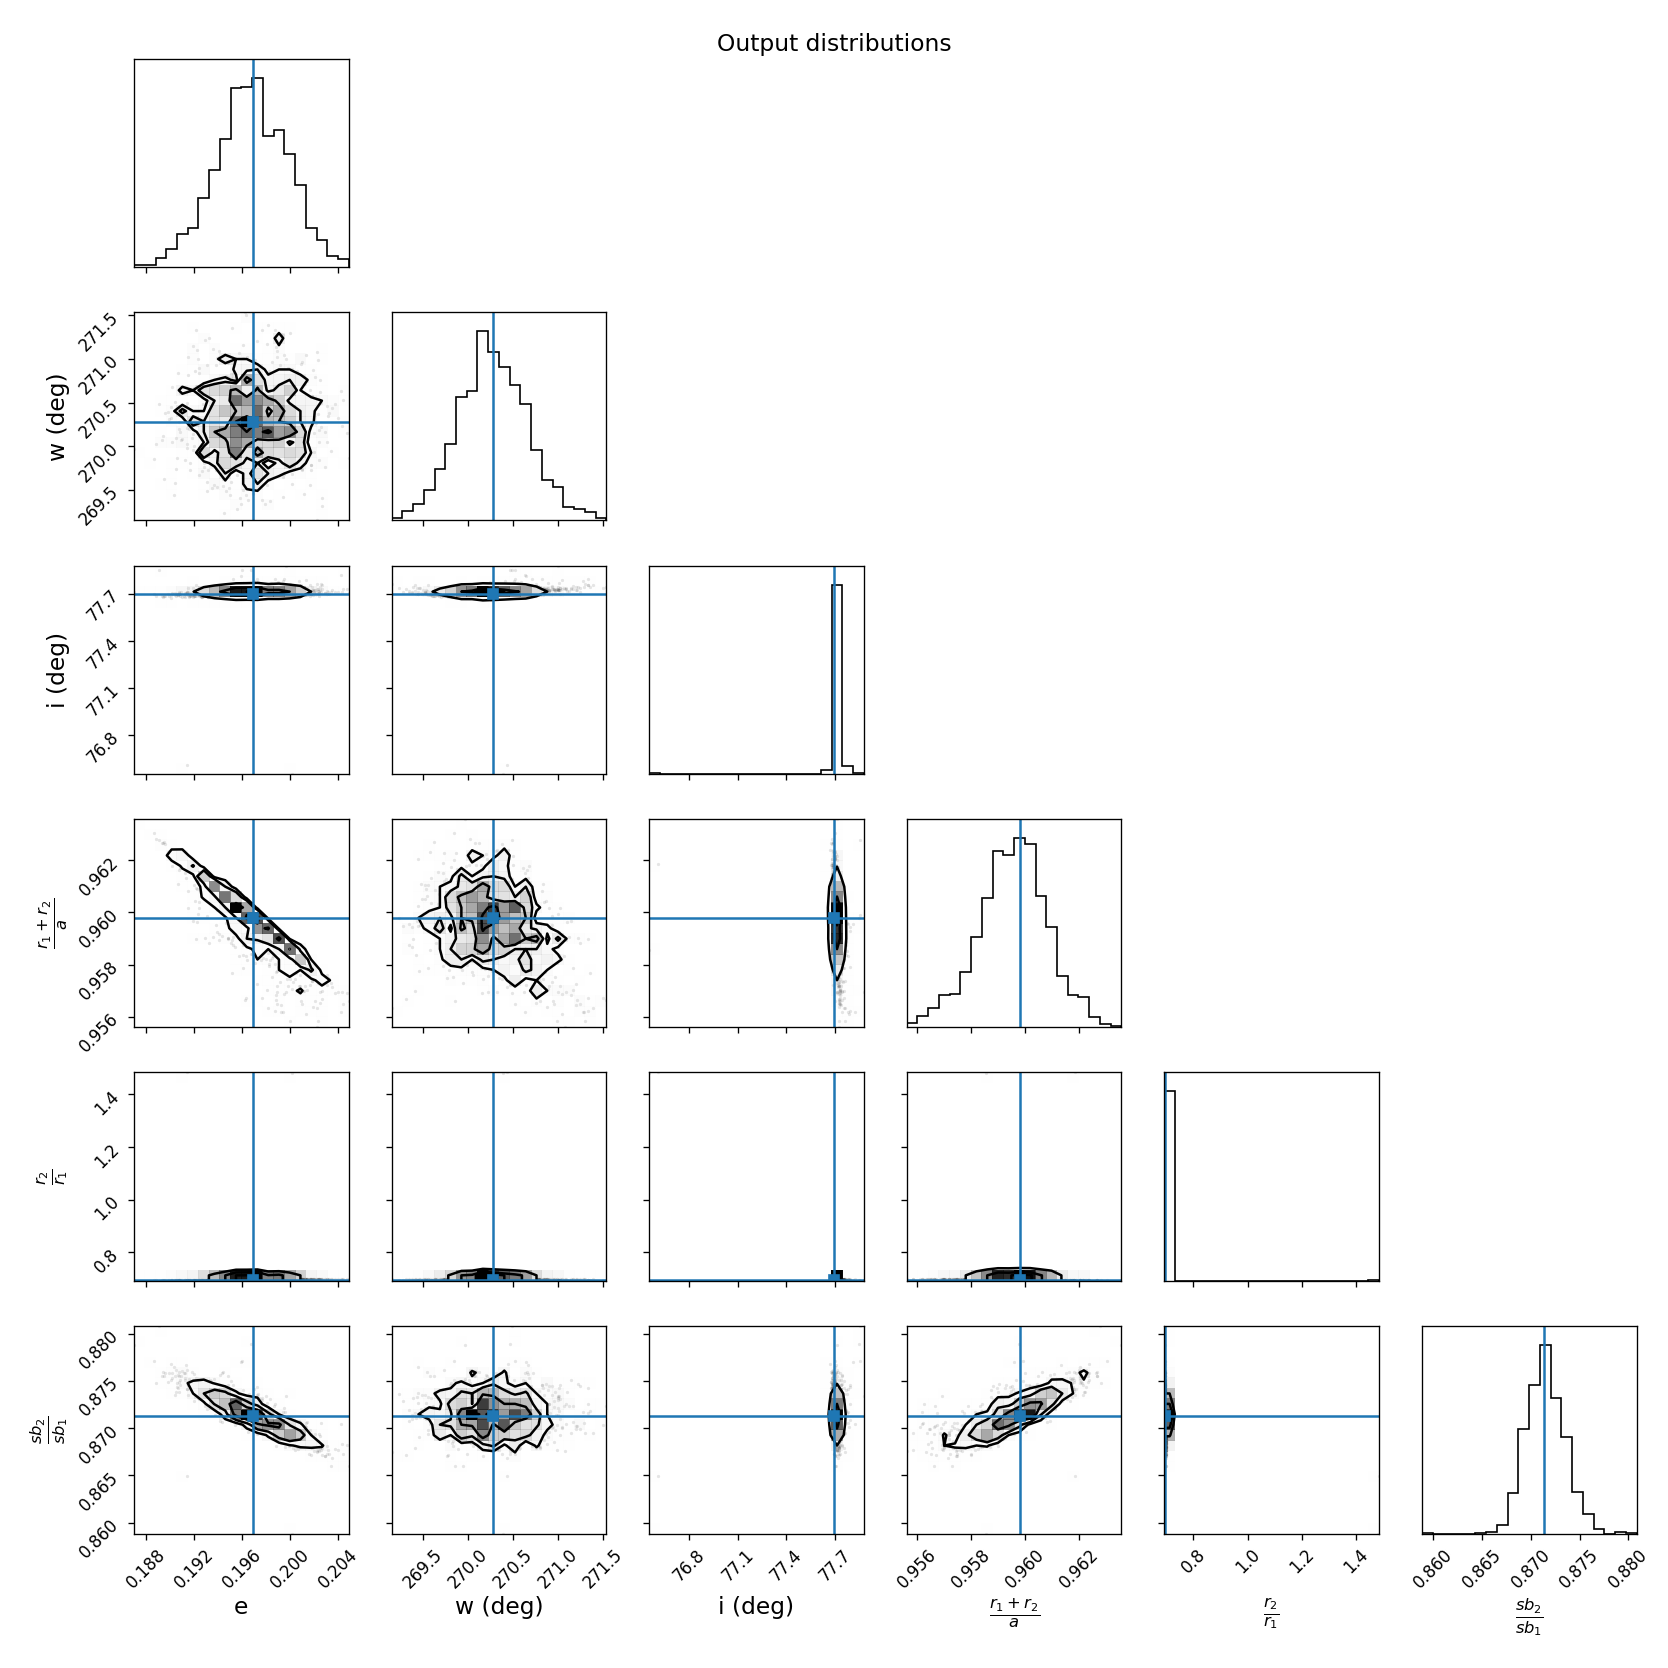 Output distributions
w (deg)
271.5
271.0
270.5
270.0
269.5
i (deg)
77.7
77.4
77.1
76.8
r1 + r2
a
0.962
0.960
0.958
0.956
r2
r1
1.4
1.2
1.0
0.8
sb2
sb1
0.880
0.875
0.870
0.865
0.860
0.188 0.192 0.196 0.200 0.204 269.5 270.0 270.5 271.0 271.5 76.8 77.1 77.4 77.7 0.956 0.958 0.960 0.962 0.8 1.0 1.2 1.4 0.860 0.865 0.870 0.875 0.880
e w (deg) i (deg) r1 + r2 r2 sb2
a r1 sb1